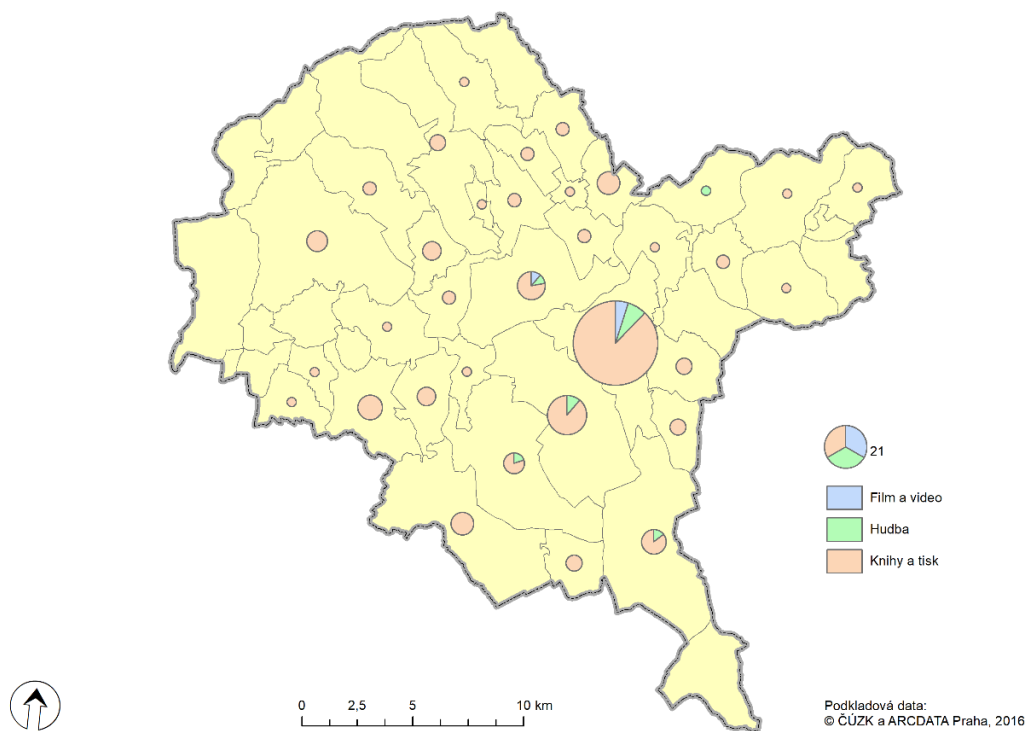 21
Film a video
Hudba
Knihy a tisk
0 2,5 5 10 km
Podkladová data:
© ČÚZK a ARCDATA Praha, 2016